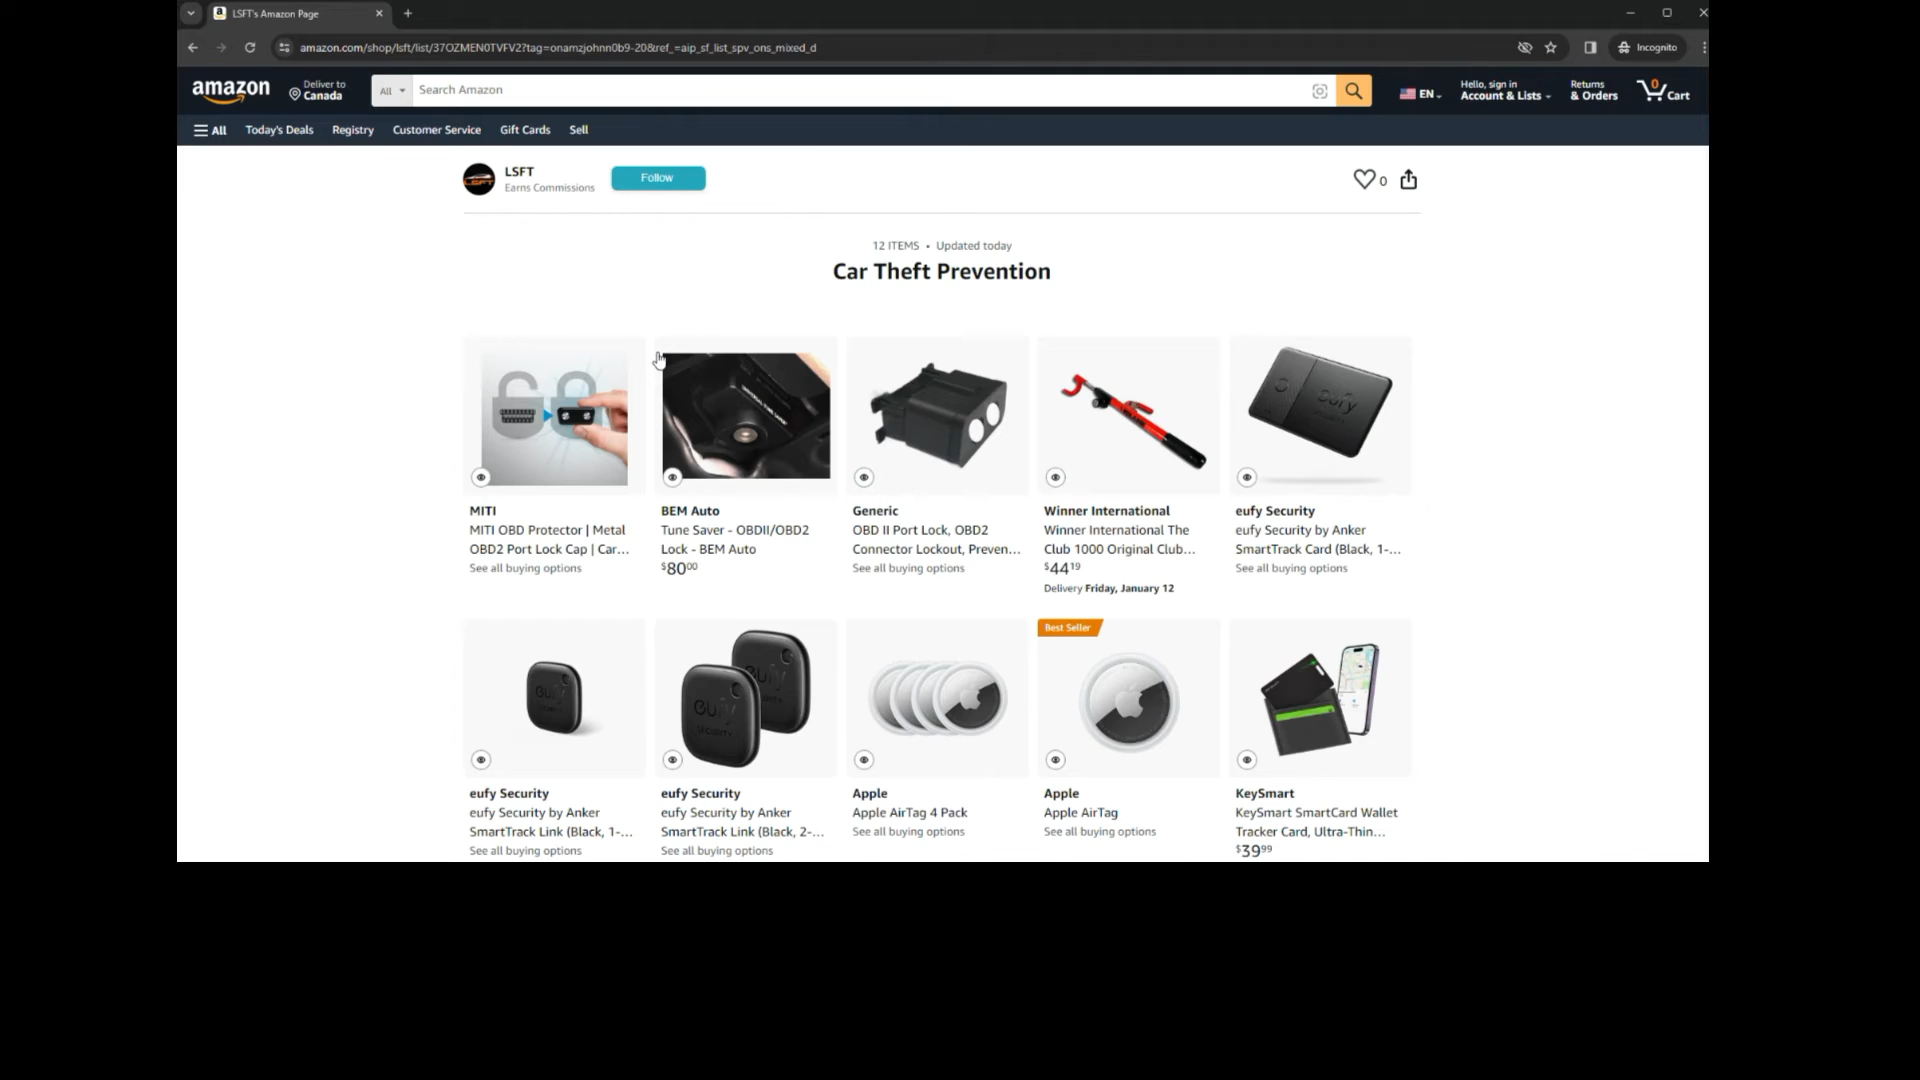 LSFT's Amazon Page
amazon.com/shop/lsft/list/37OZMEN0TVFV2?tag=onamzjohnn0b9-20&ref_=aip_sf_list_spv_ons_mixed_d
Incognito
amazon
Deliver to
Canada
All
Search Amazon
EN
Hello, sign in
Account & Lists
Returns
& Orders
0
Cart
All
Today's Deals
Registry
Customer Service
Gift Cards
Sell
LSFT
Earns Commissions
Follow
0
12 ITEMS • Updated today
Car Theft Prevention
MITI
MITI OBD Protector | Metal
OBD2 Port Lock Cap | Car...
See all buying options
BEM Auto
Tune Saver - OBDII/OBD2
Lock - BEM Auto
$8000
Generic
OBD II Port Lock, OBD2
Connector Lockout, Preven...
See all buying options
Winner International
Winner International The
Club 1000 Original Club...
$4419
Delivery Friday, January 12
eufy
eufy Security
eufy Security by Anker
SmartTrack Card (Black, 1-...
See all buying options
eufy
eufy Security
eufy Security by Anker
SmartTrack Link (Black, 1-...
See all buying options
eufy
SECURITY
eufy Security
eufy Security by Anker
SmartTrack Link (Black, 2-...
See all buying options
Apple
Apple AirTag 4 Pack
See all buying options
Best Seller
Apple
Apple AirTag
See all buying options
KeySmart
KeySmart SmartCard Wallet
Tracker Card, Ultra-Thin...
$3999